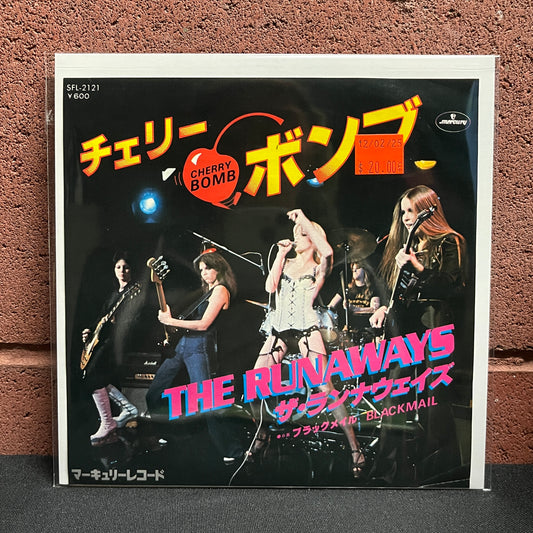 SFL-2121
¥600
チェリー
CHERRY
BOMB
ボンブ
mercury
12/02/25
$ 20.00
THE RUNAWAYS
ザ・ランナウェイズ
ブラックメイル BLACKMAIL
マーキュリーレコード